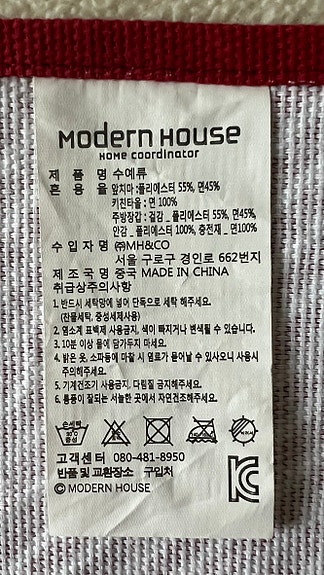 Modern House
Home coordinator
제 품 명 수예류
혼 용 율 앞치마:폴리에스터 55%, 면45%
키친타올 : 면 100%
주방장갑 : 겉감 _ 폴리에스터 55%, 면45%,
안감 _ 폴리에스터 100%, 충전재 _ 면100%
수 입 자 명 ㈜MH&CO
서울 구로구 경인로 662번지
제 조 국 명 중국 MADE IN CHINA
취급상주의사항
1. 반드시 세탁망에 넣어 단독으로 세탁 해주세요.
(찬물세탁, 중성세제사용)
2. 염소계 표백제 사용금지. 색이 빠지거나 변색될 수 있습니다.
3. 10분 이상 물에 담가두지 마세요.
4. 밝은 옷, 소파등에 마찰 시 염료가 묻어날 수 있사오니 사용시
주의해주세요.
5. 기계건조기 사용금지, 다림질 금지해주세요.
6. 통풍이 잘되는 서늘한 곳에서 자연건조해주세요.
손세탁
중성
고객센터 080-481-8950
반품 및 교환장소 구입처
ⓒ MODERN HOUSE